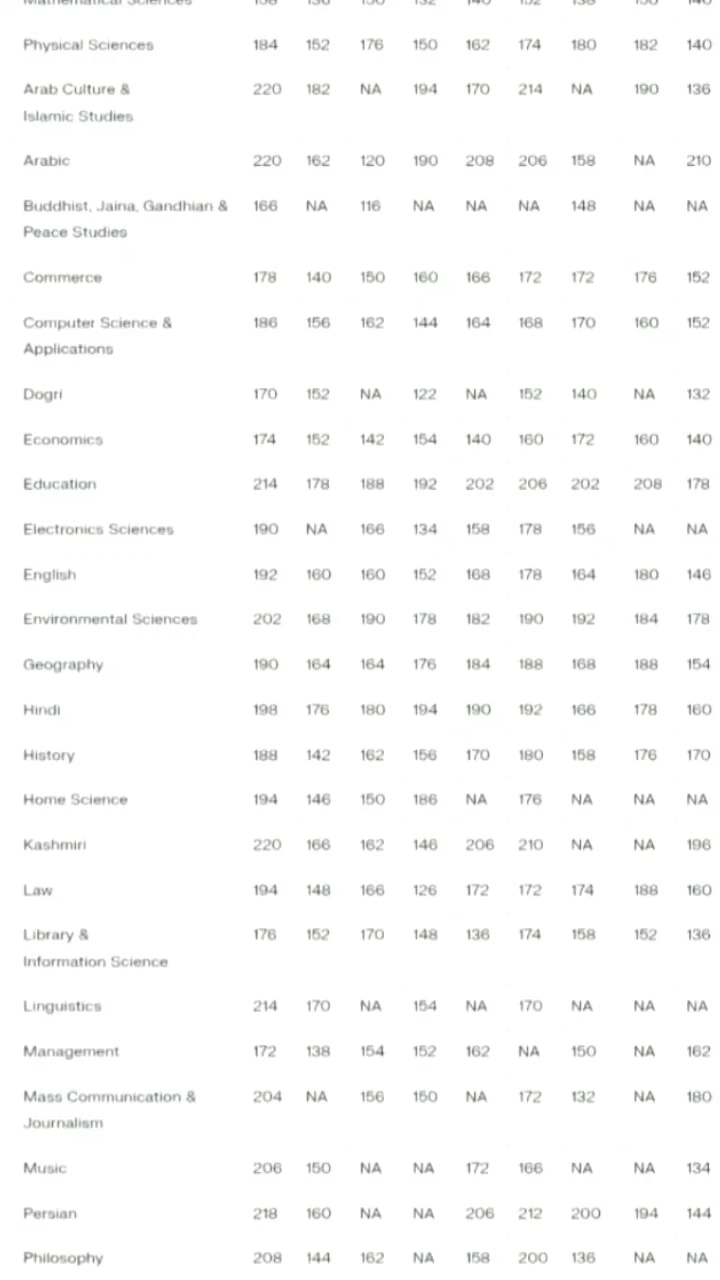 Mathematical Sciences 158 136 150 132 140 152 138 150 140
Physical Sciences 184 152 176 150 162 174 180 182 140
Arab Culture & 220 182 NA 194 170 214 NA 190 136
Islamic Studies
Arabic 220 162 120 190 208 206 158 NA 210
Buddhist, Jaina, Gandhian & 166 NA 116 NA NA NA 148 NA NA
Peace Studies
Commerce 178 140 150 160 166 172 172 176 152
Computer Science & 186 156 162 144 164 168 170 160 152
Applications
Dogri 170 152 NA 122 NA 152 140 NA 132
Economics 174 152 142 154 140 160 172 160 140
Education 214 178 188 192 202 206 202 208 178
Electronics Sciences 190 NA 166 134 158 178 156 NA NA
English 192 160 160 152 168 178 164 180 146
Environmental Sciences 202 168 190 178 182 190 192 184 178
Geography 190 164 164 176 184 188 168 188 154
Hindi 198 176 180 194 190 192 166 178 160
History 188 142 162 156 170 180 158 176 170
Home Science 194 146 150 186 NA 176 NA NA NA
Kashmiri 220 166 162 146 206 210 NA NA 196
Law 194 148 166 126 172 172 174 188 160
Library & 176 152 170 148 136 174 158 152 136
Information Science
Linguistics 214 170 NA 154 NA 170 NA NA NA
Management 172 138 154 152 162 NA 150 NA 162
Mass Communication & 204 NA 156 150 NA 172 132 NA 180
Journalism
Music 206 150 NA NA 172 166 NA NA 134
Persian 218 160 NA NA 206 212 200 194 144
Philosophy 208 144 162 NA 158 200 136 NA NA